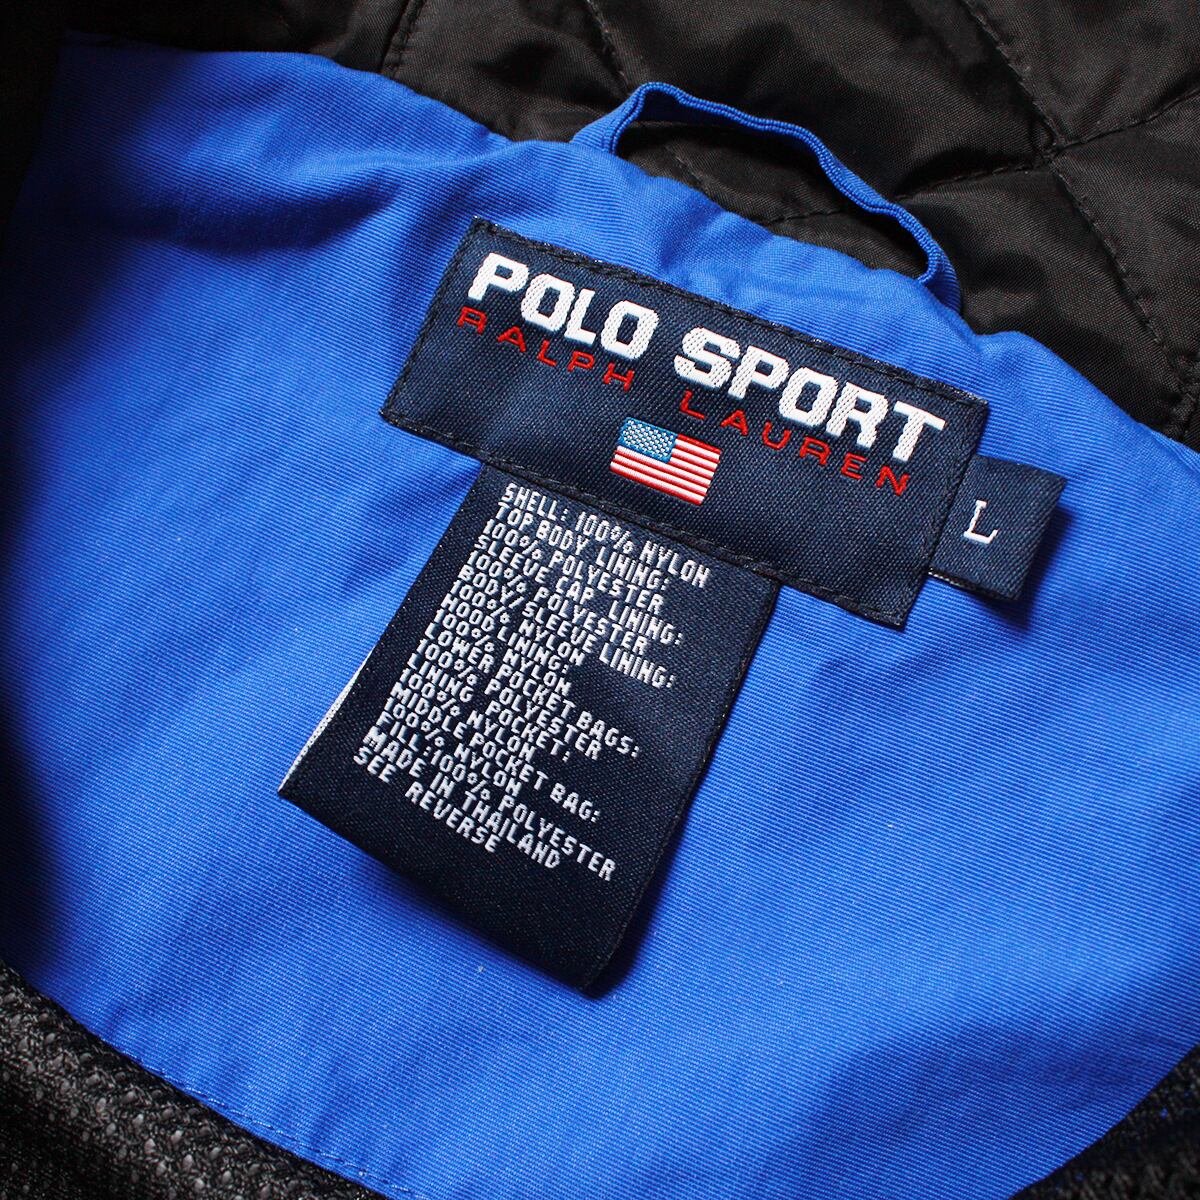 POLO SPORT
RALPH LAUREN
L
SHELL: 100% NYLON
TOP BODY LINING:
100% POLYESTER
SLEEVE CAP LINING:
100% POLYESTER
BODY/SLEEVE LINING:
100% NYLON
HOOD LINING:
100% NYLON
LOWER POCKET BAGS:
100% POLYESTER
LINING POCKET:
100% NYLON
MIDDLE POCKET BAG:
100% NYLON
FILL:100% POLYESTER
MADE IN THAILAND
SEE REVERSE